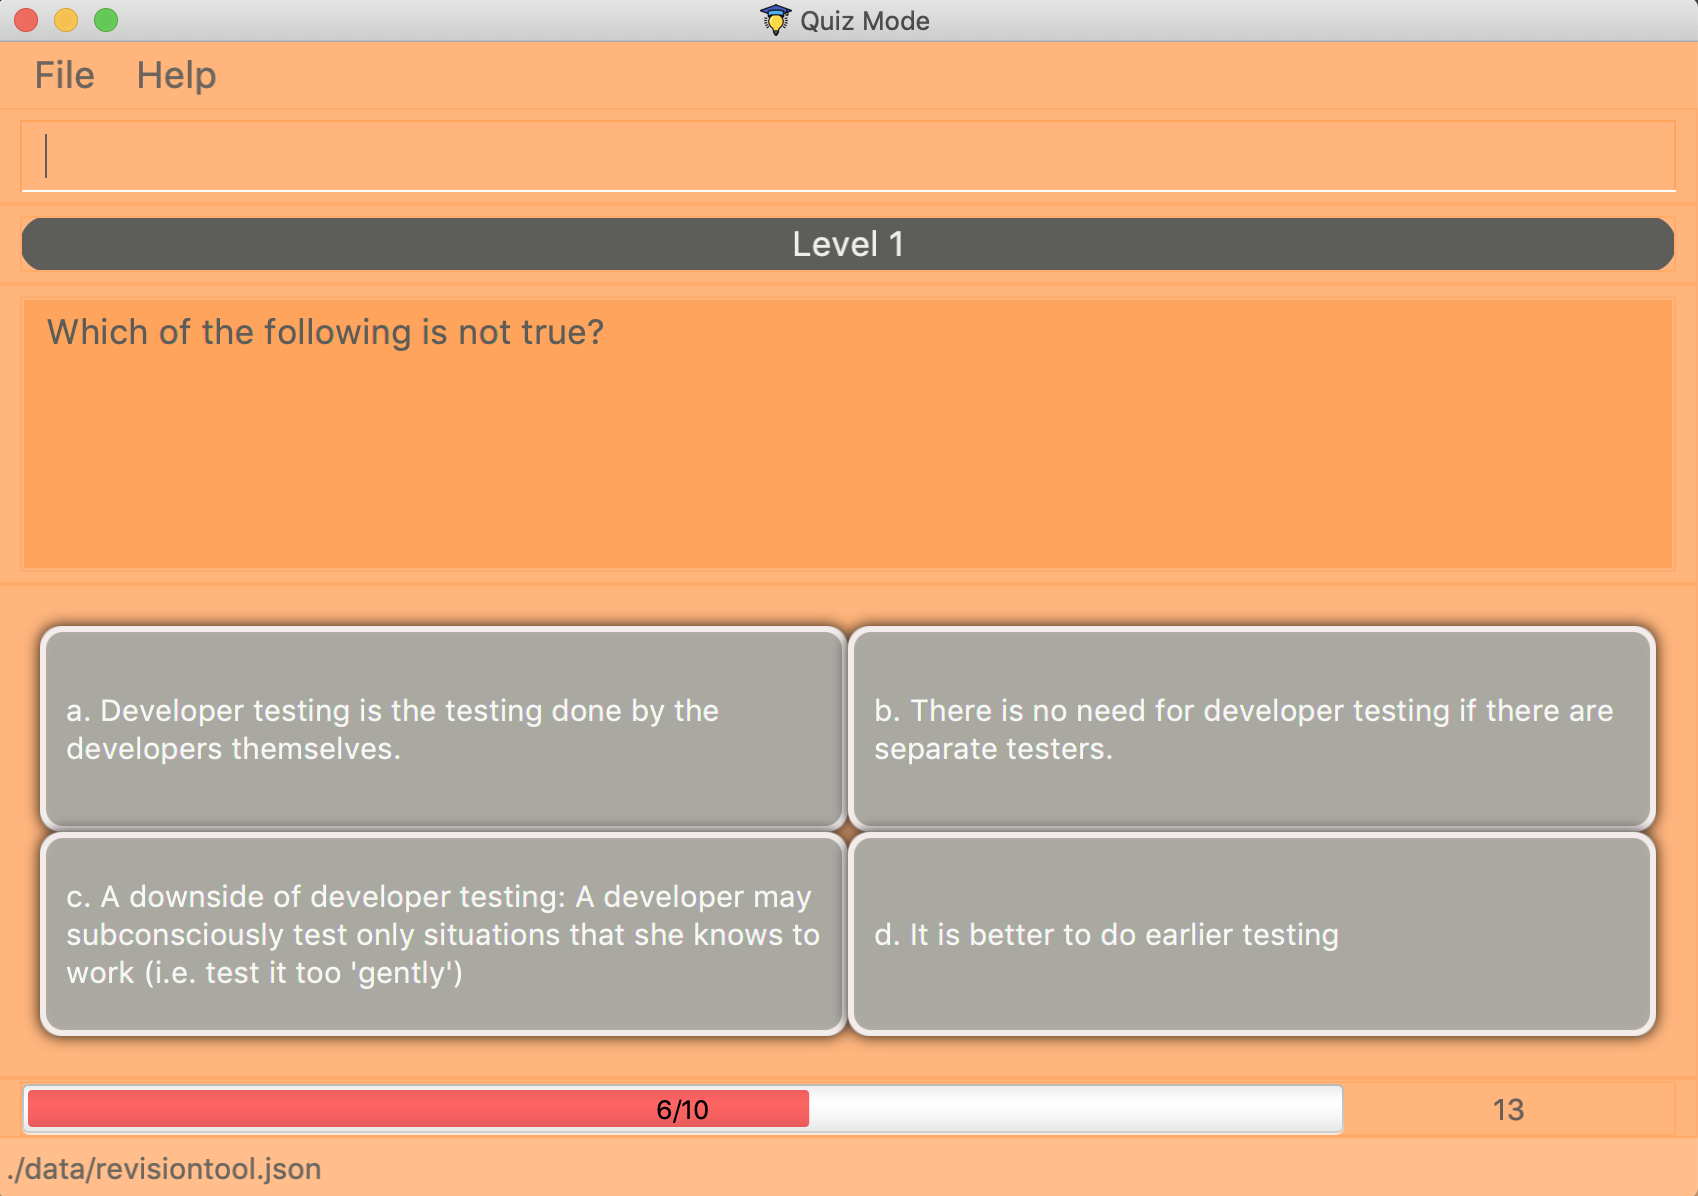 Quiz Mode
File Help
Level 1
Which of the following is not true?
a. Developer testing is the testing done by the
developers themselves.
b. There is no need for developer testing if there are
separate testers.
c. A downside of developer testing: A developer may
subconsciously test only situations that she knows to
work (i.e. test it too 'gently')
d. It is better to do earlier testing
6/10
13
./data/revisiontool.json